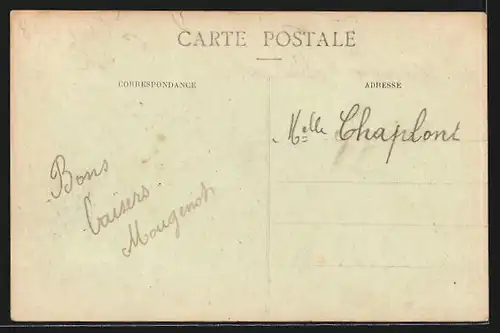 CARTE POSTALE
CORRESPONDANCE
ADRESSE
Melle Chaplont
Bons
baisers
Mougenot